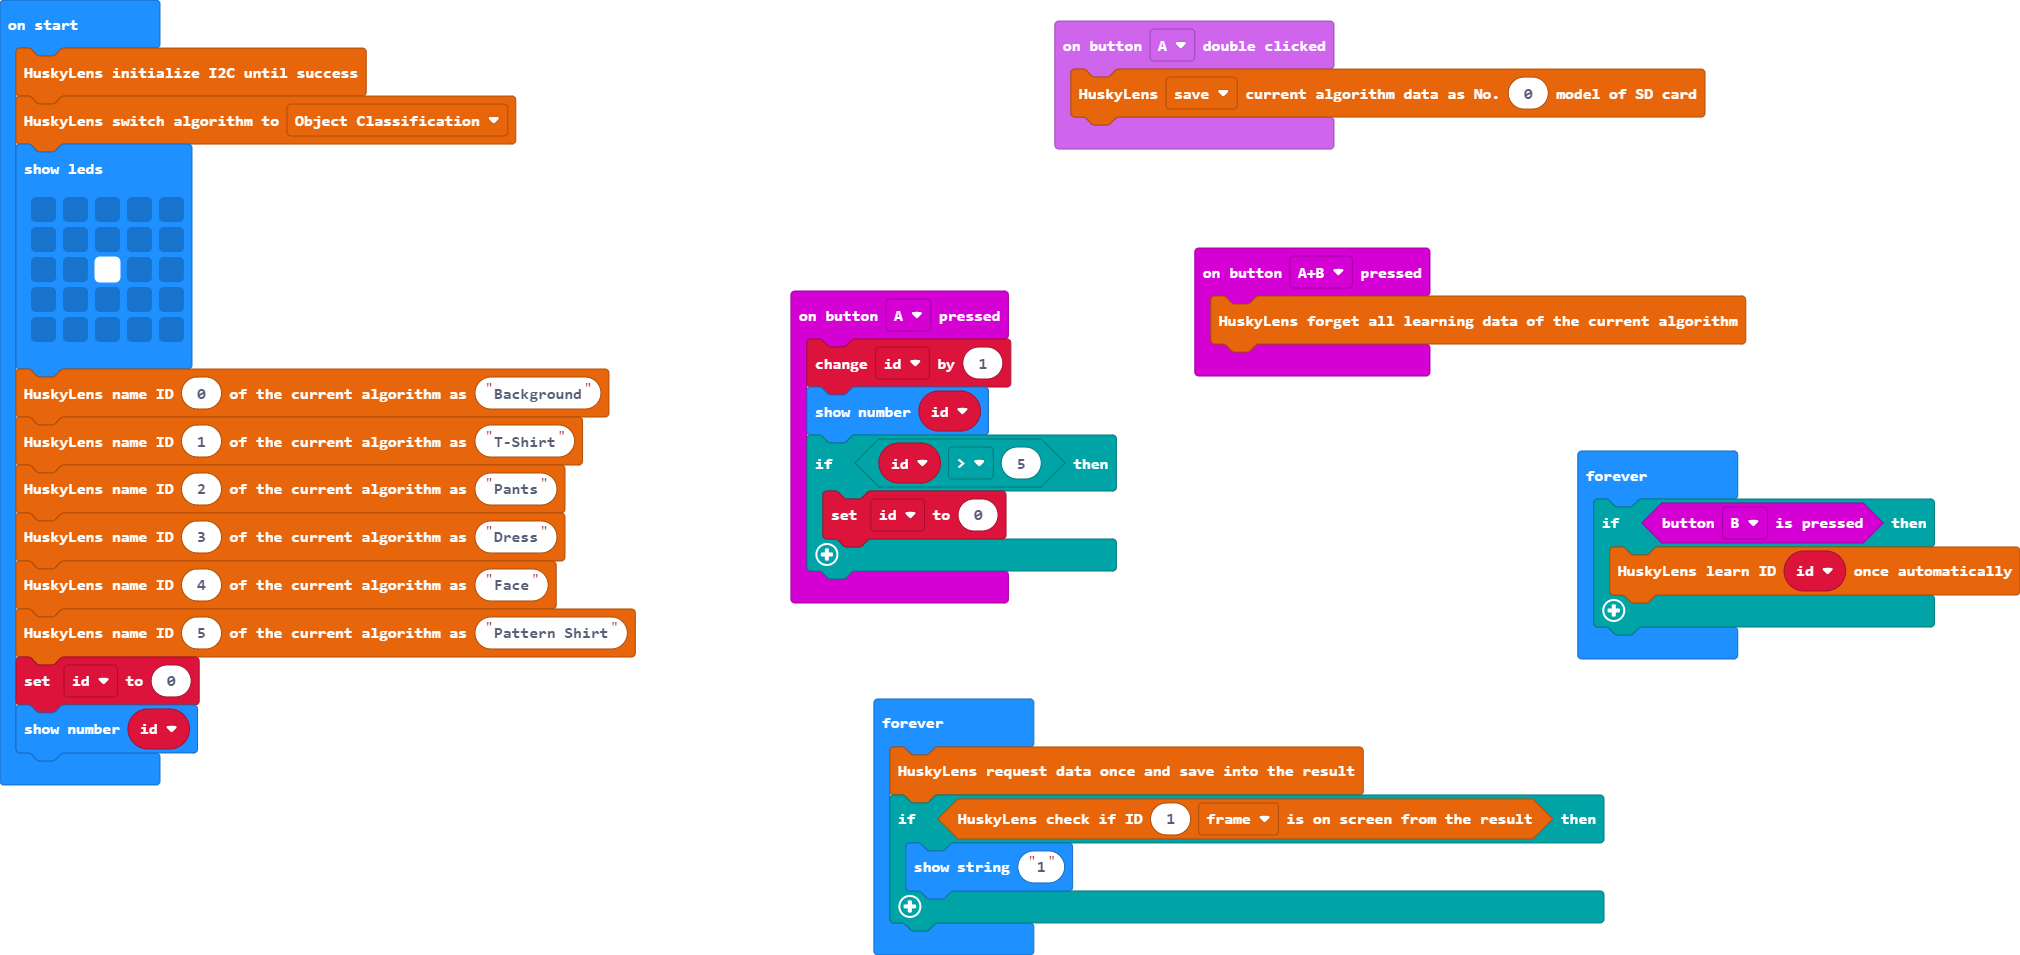 on start
HuskyLens initialize I2C until success
HuskyLens switch algorithm to Object Classification
show leds
HuskyLens name ID 0 of the current algorithm as "Background"
HuskyLens name ID 1 of the current algorithm as "T-Shirt"
HuskyLens name ID 2 of the current algorithm as "Pants"
HuskyLens name ID 3 of the current algorithm as "Dress"
HuskyLens name ID 4 of the current algorithm as "Face"
HuskyLens name ID 5 of the current algorithm as "Pattern Shirt"
set id to 0
show number id
on button A double clicked
HuskyLens save current algorithm data as No. 0 model of SD card
on button A+B pressed
HuskyLens forget all learning data of the current algorithm
on button A pressed
change id by 1
show number id
if id > 5 then
set id to 0
forever
if button B is pressed then
HuskyLens learn ID id once automatically
forever
HuskyLens request data once and save into the result
if HuskyLens check if ID 1 frame is on screen from the result then
show string "1"